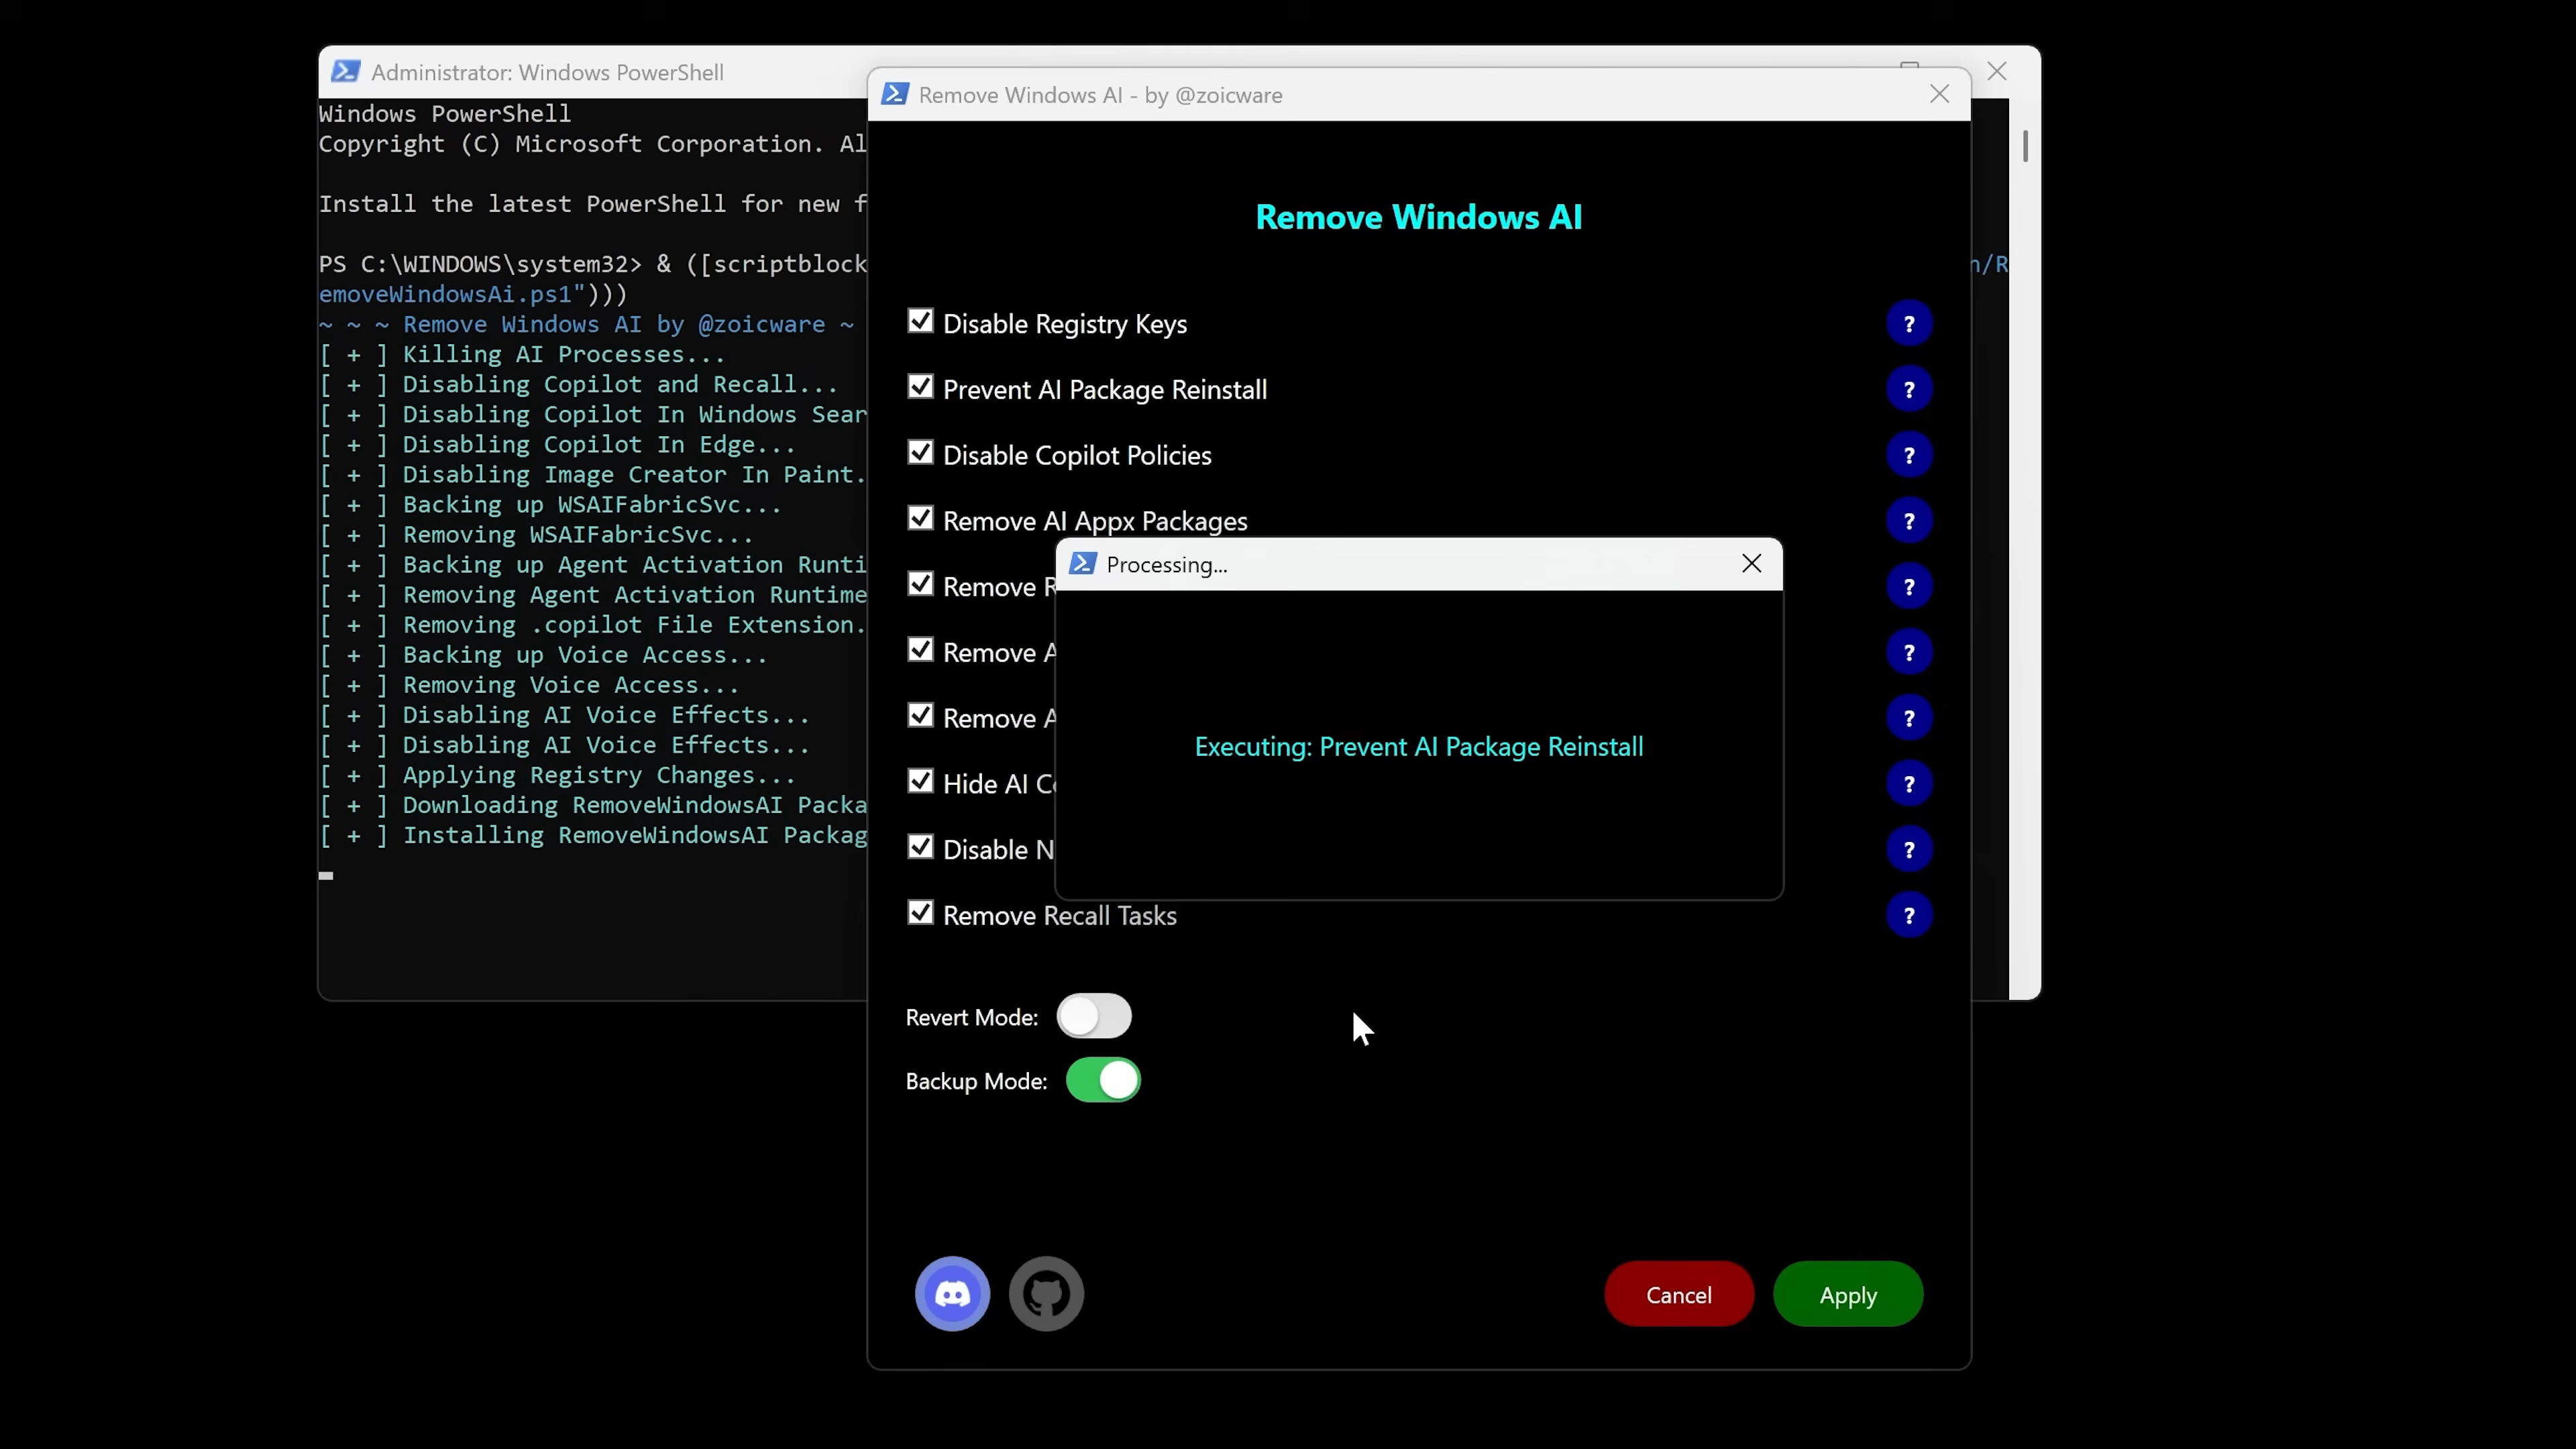 Administrator: Windows PowerShell
Windows PowerShell
Copyright (C) Microsoft Corporation.
Install the latest PowerShell for new
PS C:\WINDOWS\system32> & ([scriptblock
n/R
emoveWindowsAi.ps1")))
~ ~ ~ Remove Windows AI by @zoicware ~
[ + ] Killing AI Processes...
[ + ] Disabling Copilot and Recall...
[ + ] Disabling Copilot In Windows Sear
[ + ] Disabling Copilot In Edge...
[ + ] Disabling Image Creator In Paint.
[ + ] Backing up WSAIFabricSvc...
[ + ] Removing WSAIFabricSvc...
[ + ] Backing up Agent Activation Runti
[ + ] Removing Agent Activation Runtime
[ + ] Removing .copilot File Extension.
[ + ] Backing up Voice Access...
[ + ] Removing Voice Access...
[ + ] Disabling AI Voice Effects...
[ + ] Disabling AI Voice Effects...
[ + ] Applying Registry Changes...
[ + ] Downloading RemoveWindowsAI Packa
[ + ] Installing RemoveWindowsAI Packag
Remove Windows AI - by @zoicware
Remove Windows AI
Disable Registry Keys ?
Prevent AI Package Reinstall ?
Disable Copilot Policies ?
Remove AI Appx Packages ?
Remove R ?
Remove A ?
Remove A ?
Hide AI C ?
Disable N ?
Remove Recall Tasks ?
Processing...
Executing: Prevent AI Package Reinstall
Revert Mode:
Backup Mode:
Cancel
Apply